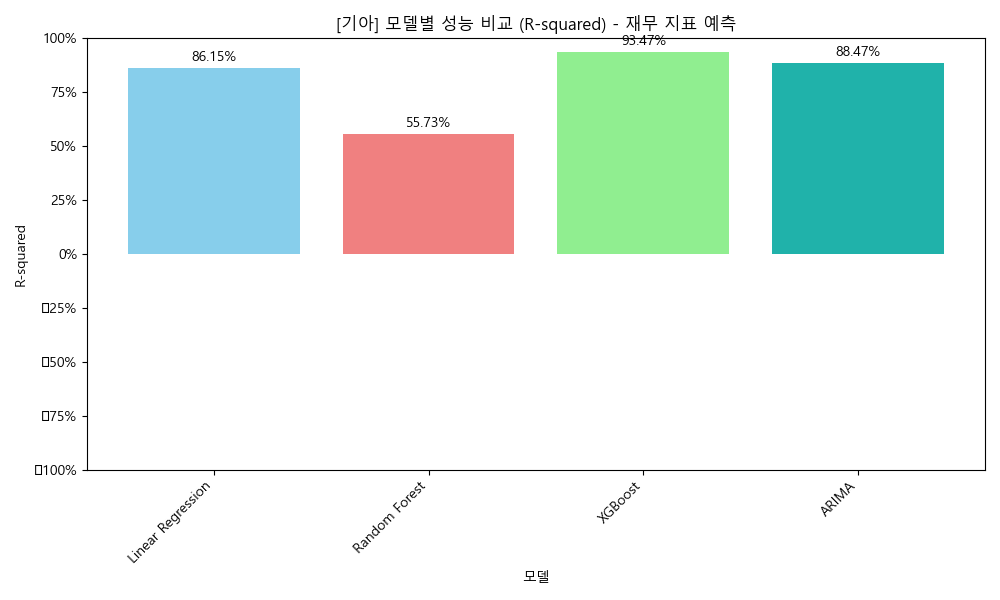 [기아] 모델별 성능 비교 (R-squared) - 재무 지표 예측
100%
75%
50%
25%
0%
□25%
□50%
□75%
□100%
R-squared
86.15%
55.73%
93.47%
88.47%
Linear Regression
Random Forest
XGBoost
ARIMA
모델